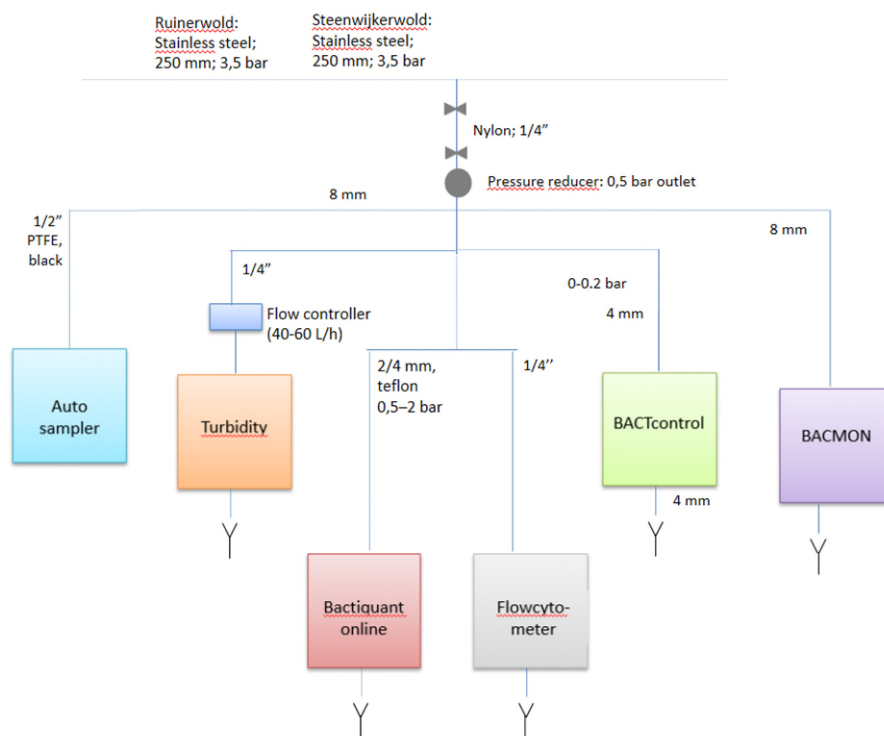 Ruinerwold:
Stainless steel;
250 mm; 3,5 bar
Steenwijkerwold:
Stainless steel;
250 mm; 3,5 bar
Nylon; 1/4”
Pressure reducer: 0,5 bar outlet
8 mm
1/2”
PTFE,
black
8 mm
1/4”
0-0.2 bar
Flow controller
(40-60 L/h)
4 mm
2/4 mm,
teflon
0,5–2 bar
1/4’’
Auto
sampler
Turbidity
BACTcontrol
BACMON
4 mm
Bactiquant
online
Flowcyto-
meter